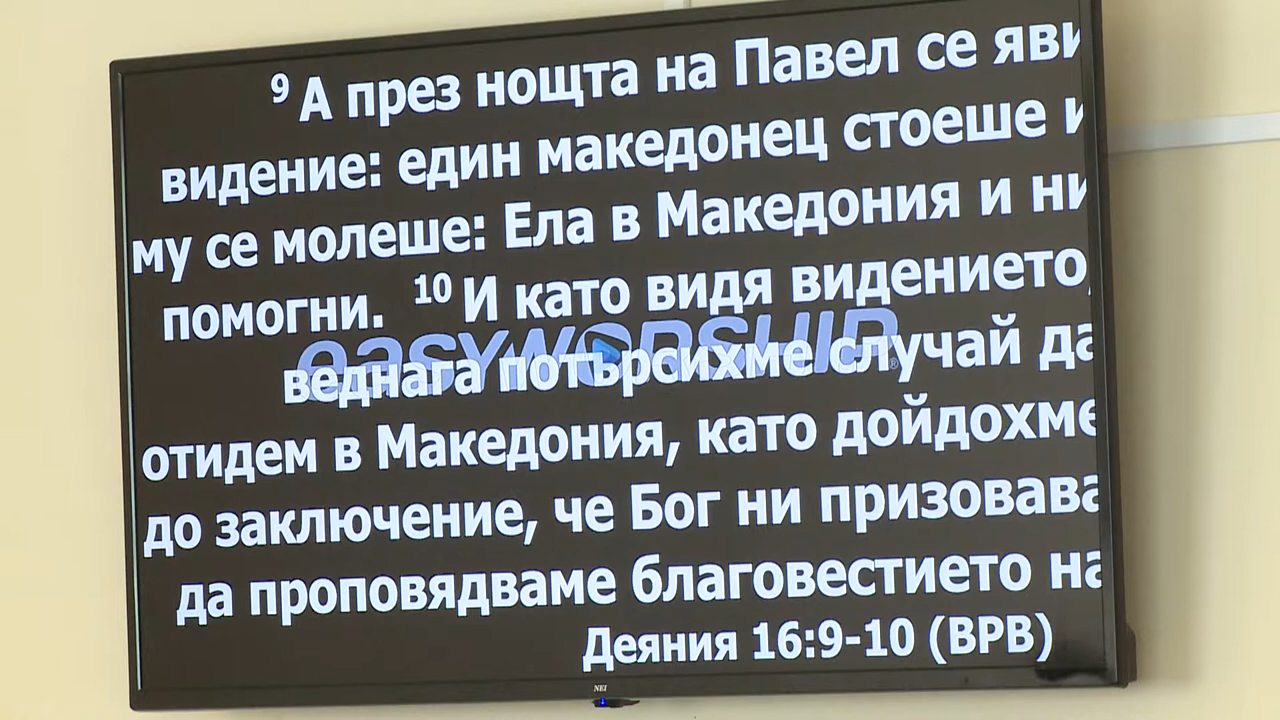 9 А през нощта на Павел се яви
видение: един македонец стоеше и
му се молеше: Ела в Македония и ни
помогни. 10 И като видя видението,
easyworship®
веднага потърсихме случай да
отидем в Македония, като дойдохме
до заключение, че Бог ни призовава
да проповядваме благовестието на
Деяния 16:9-10 (ВРВ)
NEI